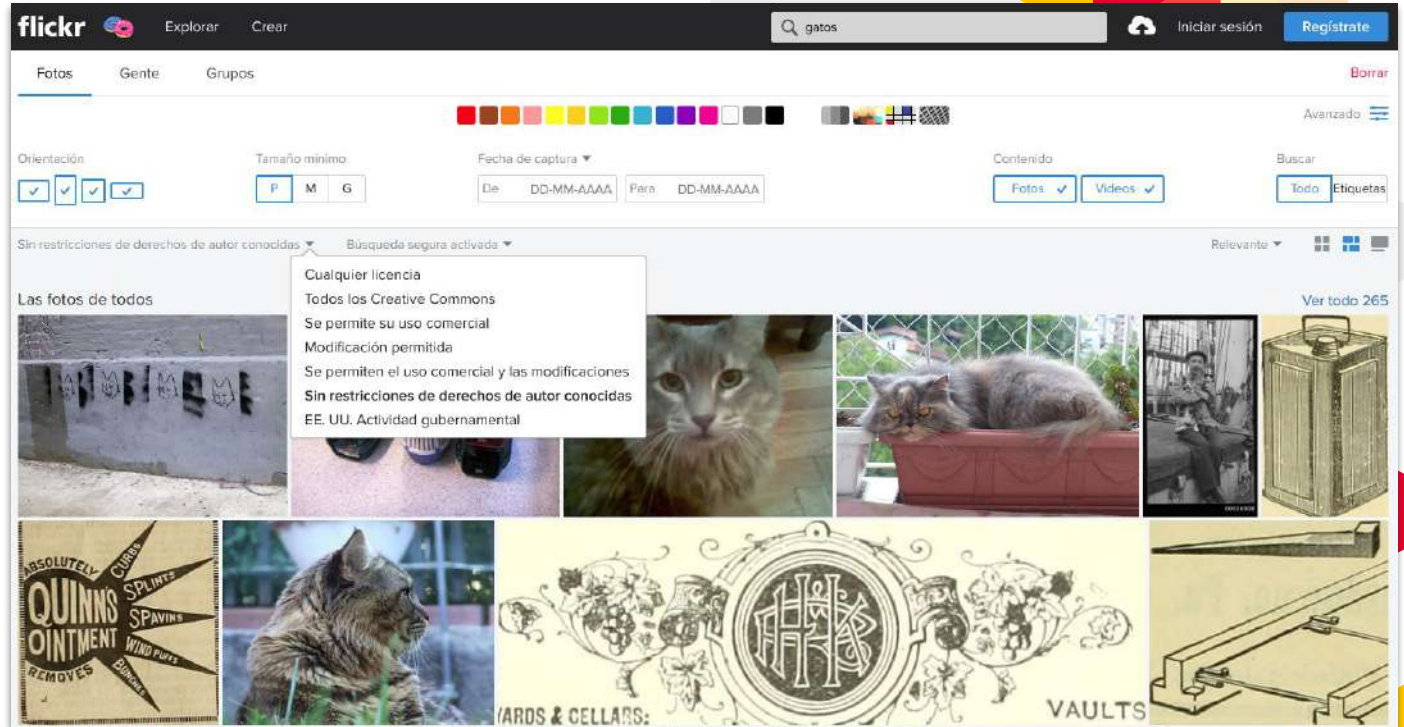 flickr Explorar Crear gatos Iniciar sesión Regístrate
Fotos Gente Grupos Borrar
Avanzado
Orientación Tamaño mínimo Fecha de captura Contenido Buscar
P M G De DD-MM-AAAA Para DD-MM-AAAA Fotos Videos Todo Etiquetas
Sin restricciones de derechos de autor conocidas Búsqueda segura activada Relevante
Cualquier licencia
Todos los Creative Commons
Se permite su uso comercial
Modificación permitida
Se permiten el uso comercial y las modificaciones
Sin restricciones de derechos de autor conocidas
EE. UU. Actividad gubernamental
Las fotos de todos Ver todo 265
ABSOLUTELY
QUINN'S
OINTMENT
REMOVES
CURBS
SPLINTS
SPAVINS
WIND PUFFS
BUNCHES
YARDS & CELLARS: VAULTS